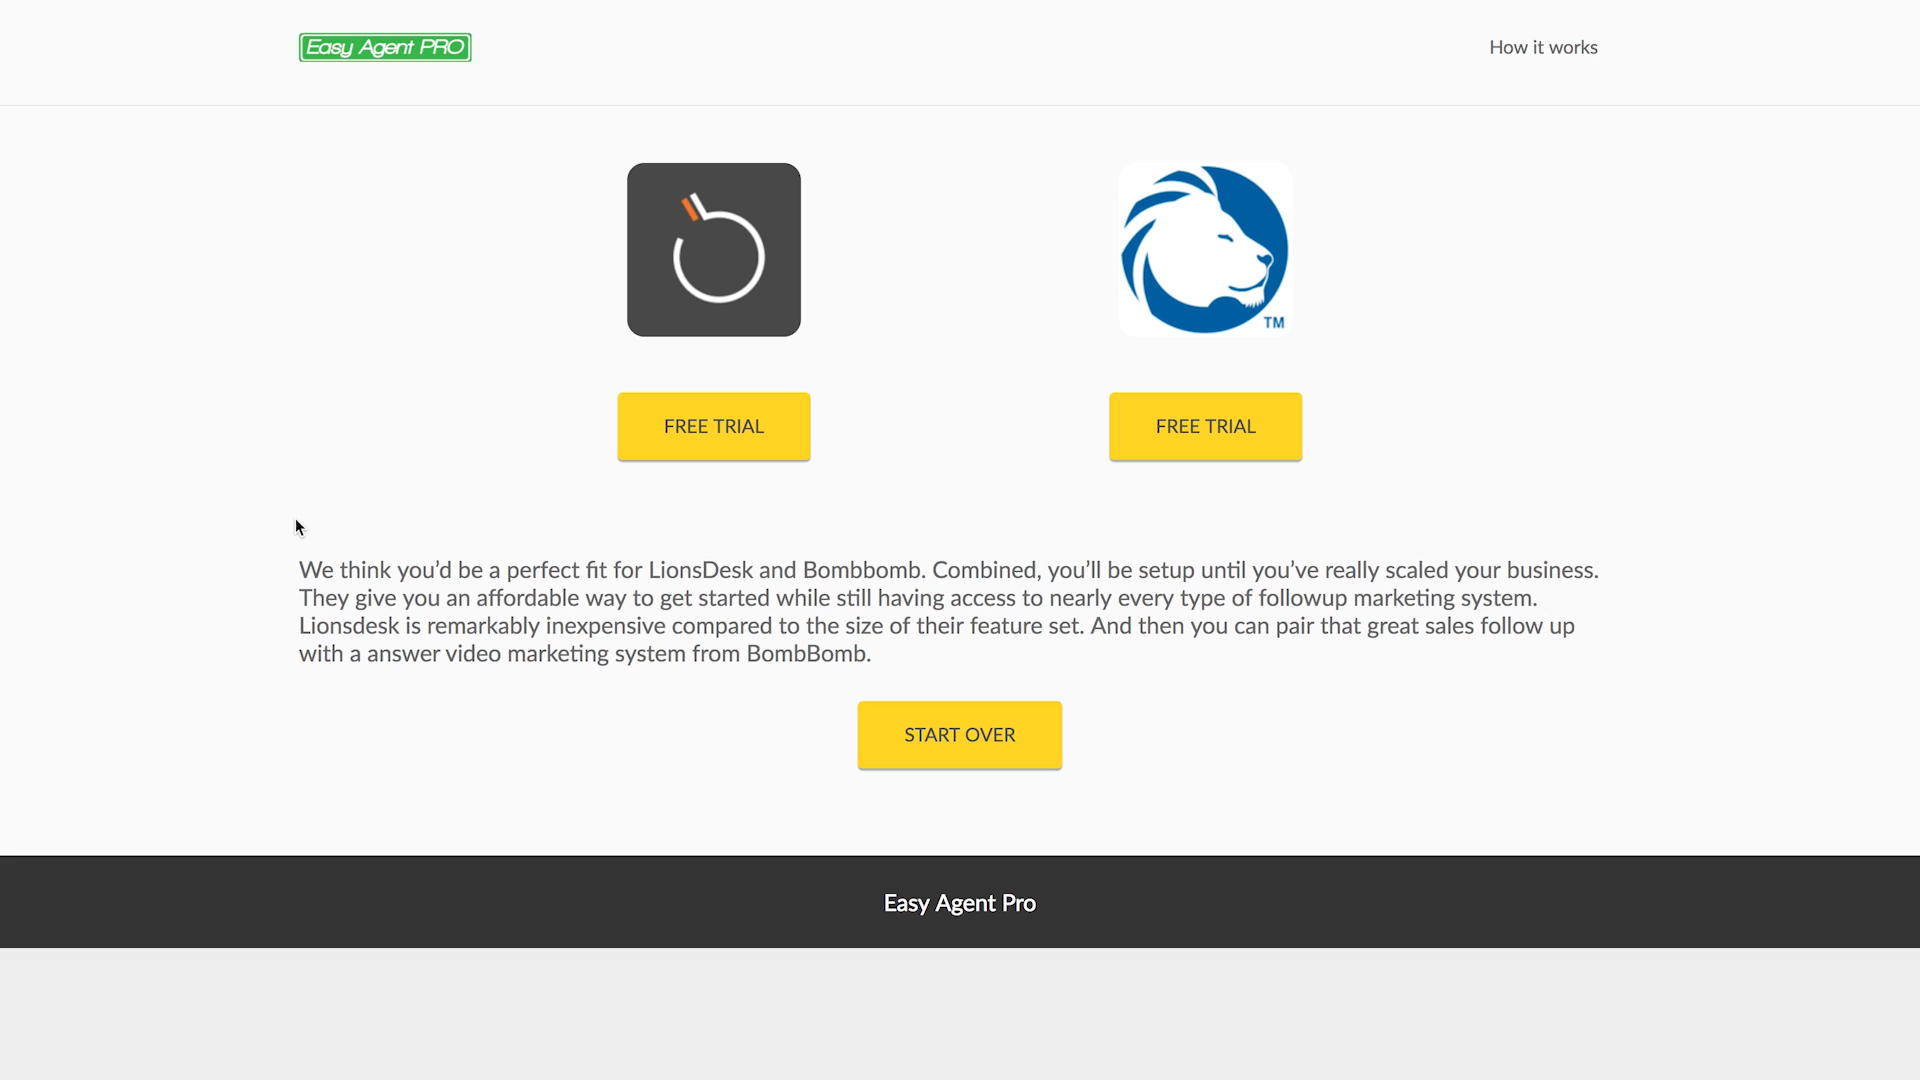 Easy Agent PRO
How it works
TM
FREE TRIAL
FREE TRIAL
We think you’d be a perfect fit for LionsDesk and Bombbomb. Combined, you’ll be setup until you’ve really scaled your business.
They give you an affordable way to get started while still having access to nearly every type of followup marketing system.
Lionsdesk is remarkably inexpensive compared to the size of their feature set. And then you can pair that great sales follow up
with a answer video marketing system from BombBomb.
START OVER
Easy Agent Pro